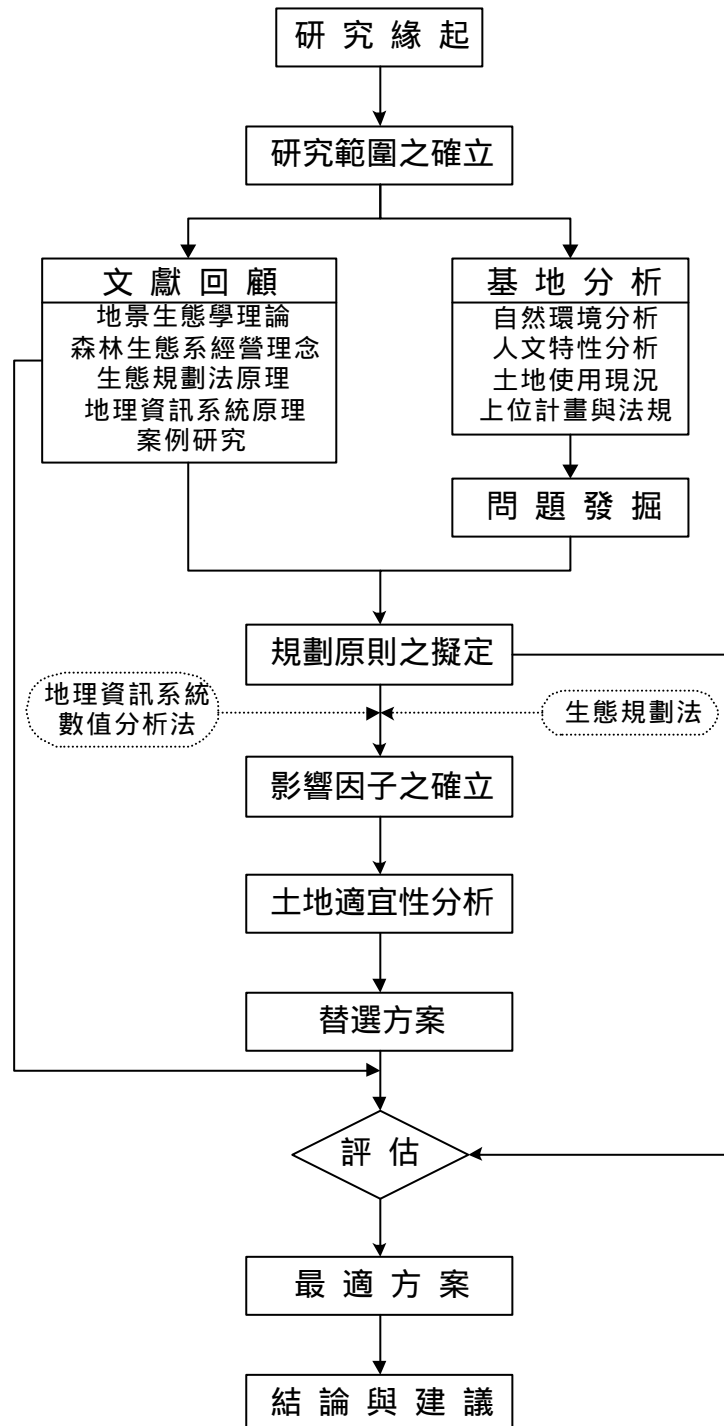 研究緣起
研究範圍之確立
文獻回顧
地景生態學理論
森林生態系經營理念
生態規劃法原理
地理資訊系統原理
案例研究
基地分析
自然環境分析
人文特性分析
土地使用現況
上位計畫與法規
問題發掘
規劃原則之擬定
地理資訊系統
數值分析法
生態規劃法
影響因子之確立
土地適宜性分析
替選方案
評估
最適方案
結論與建議